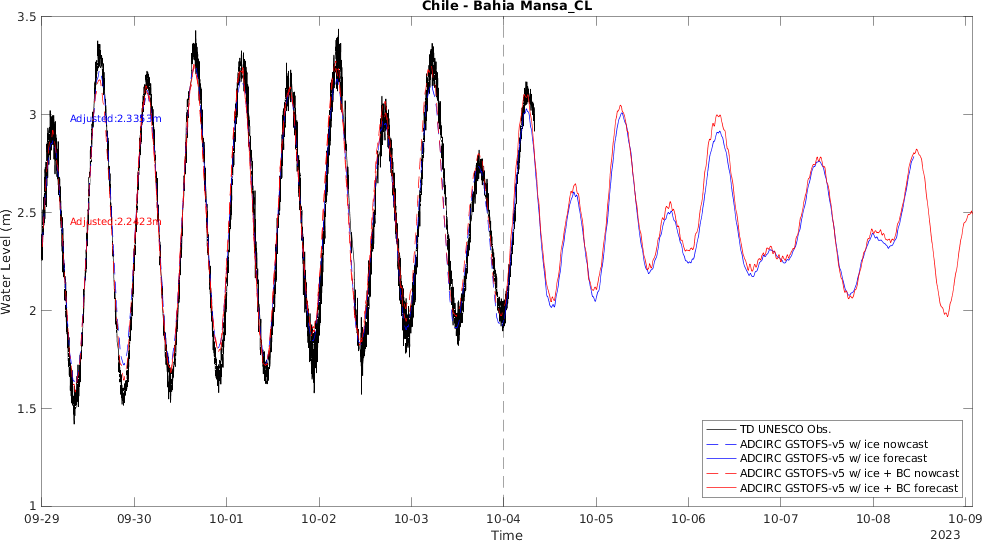 Chile - Bahia Mansa_CL
3.5
3
2.5
2
1.5
1
Water Level (m)
Adjusted:2.3353m
Adjusted:2.2423m
TD UNESCO Obs.
ADCIRC GSTOFS-v5 w/ ice nowcast
ADCIRC GSTOFS-v5 w/ ice forecast
ADCIRC GSTOFS-v5 w/ ice + BC nowcast
ADCIRC GSTOFS-v5 w/ ice + BC forecast
09-29 09-30 10-01 10-02 10-03 10-04 10-05 10-06 10-07 10-08 10-09
Time
2023